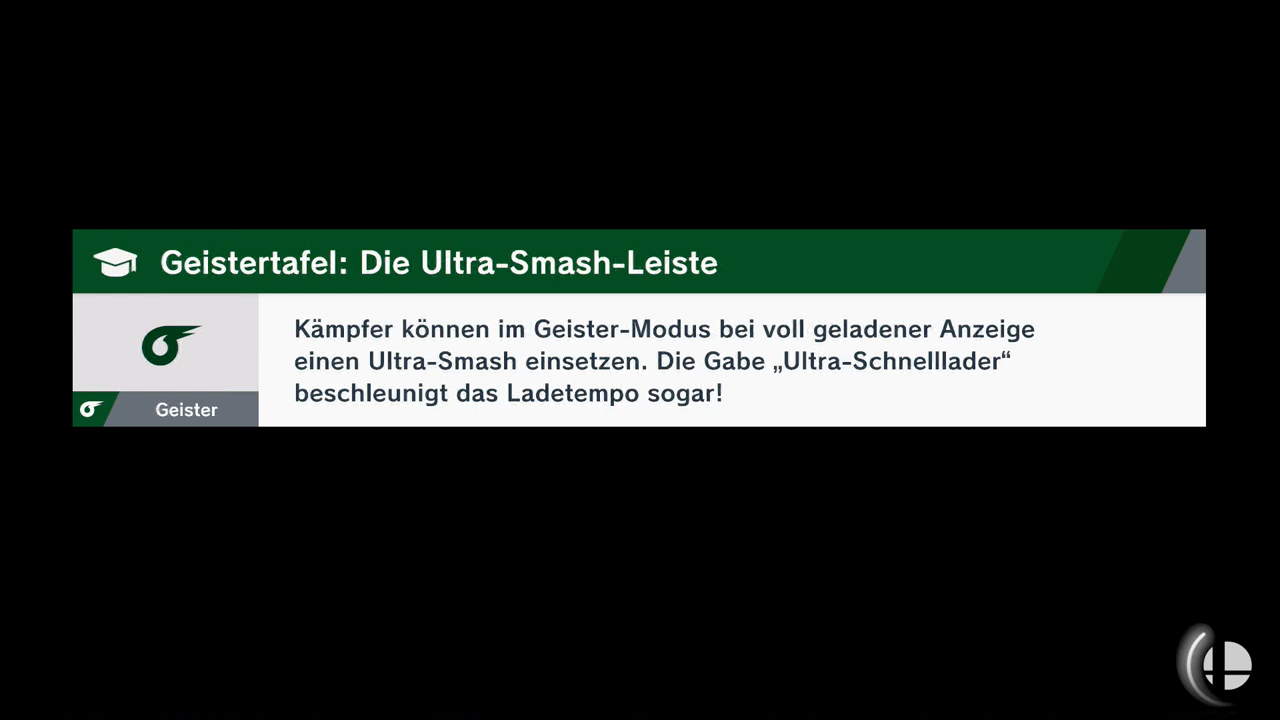 Geistertafel: Die Ultra-Smash-Leiste
Kämpfer können im Geister-Modus bei voll geladener Anzeige
einen Ultra-Smash einsetzen. Die Gabe „Ultra-Schnelllader“
beschleunigt das Ladetempo sogar!
Geister